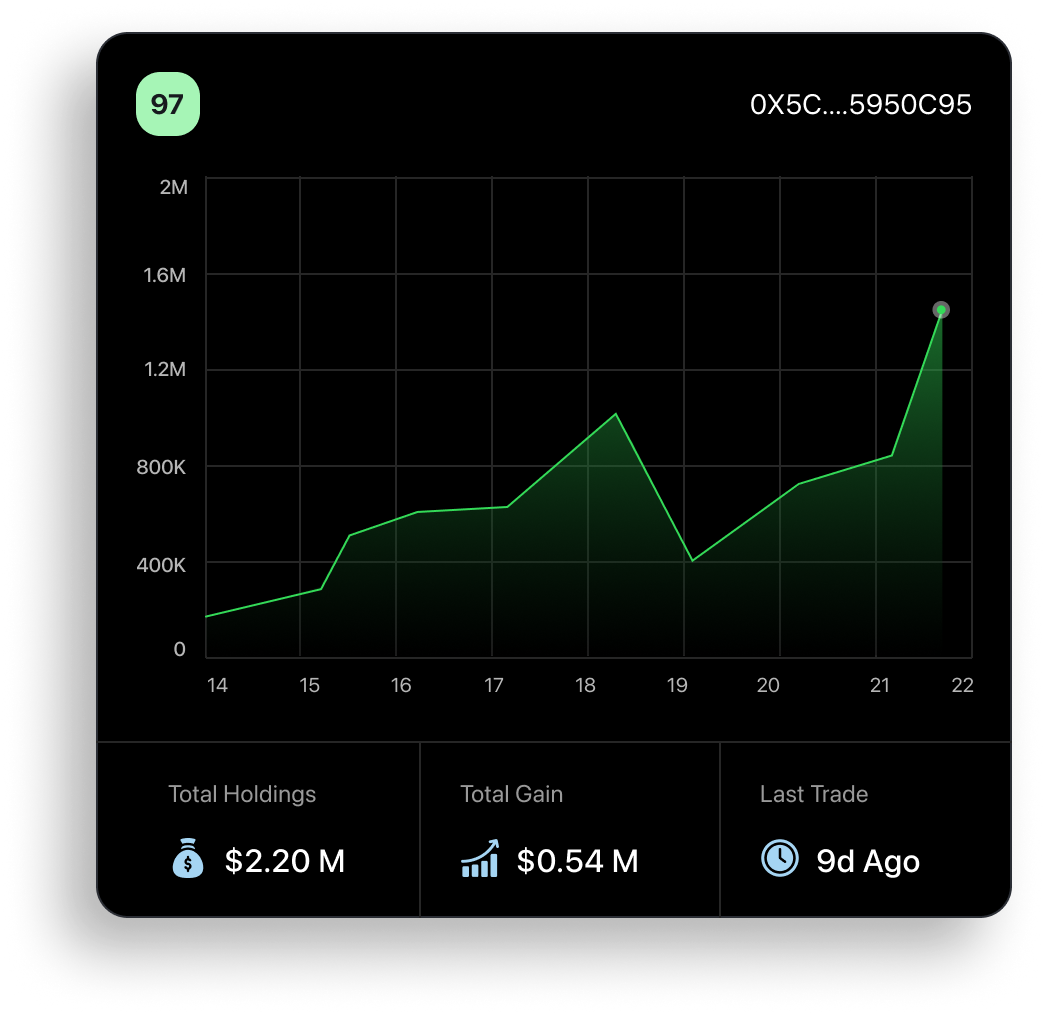 97
0X5C....5950C95
2M
1.6M
1.2M
800K
400K
0
14 15 16 17 18 19 20 21 22
Total Holdings
$2.20 M
Total Gain
$0.54 M
Last Trade
9d Ago